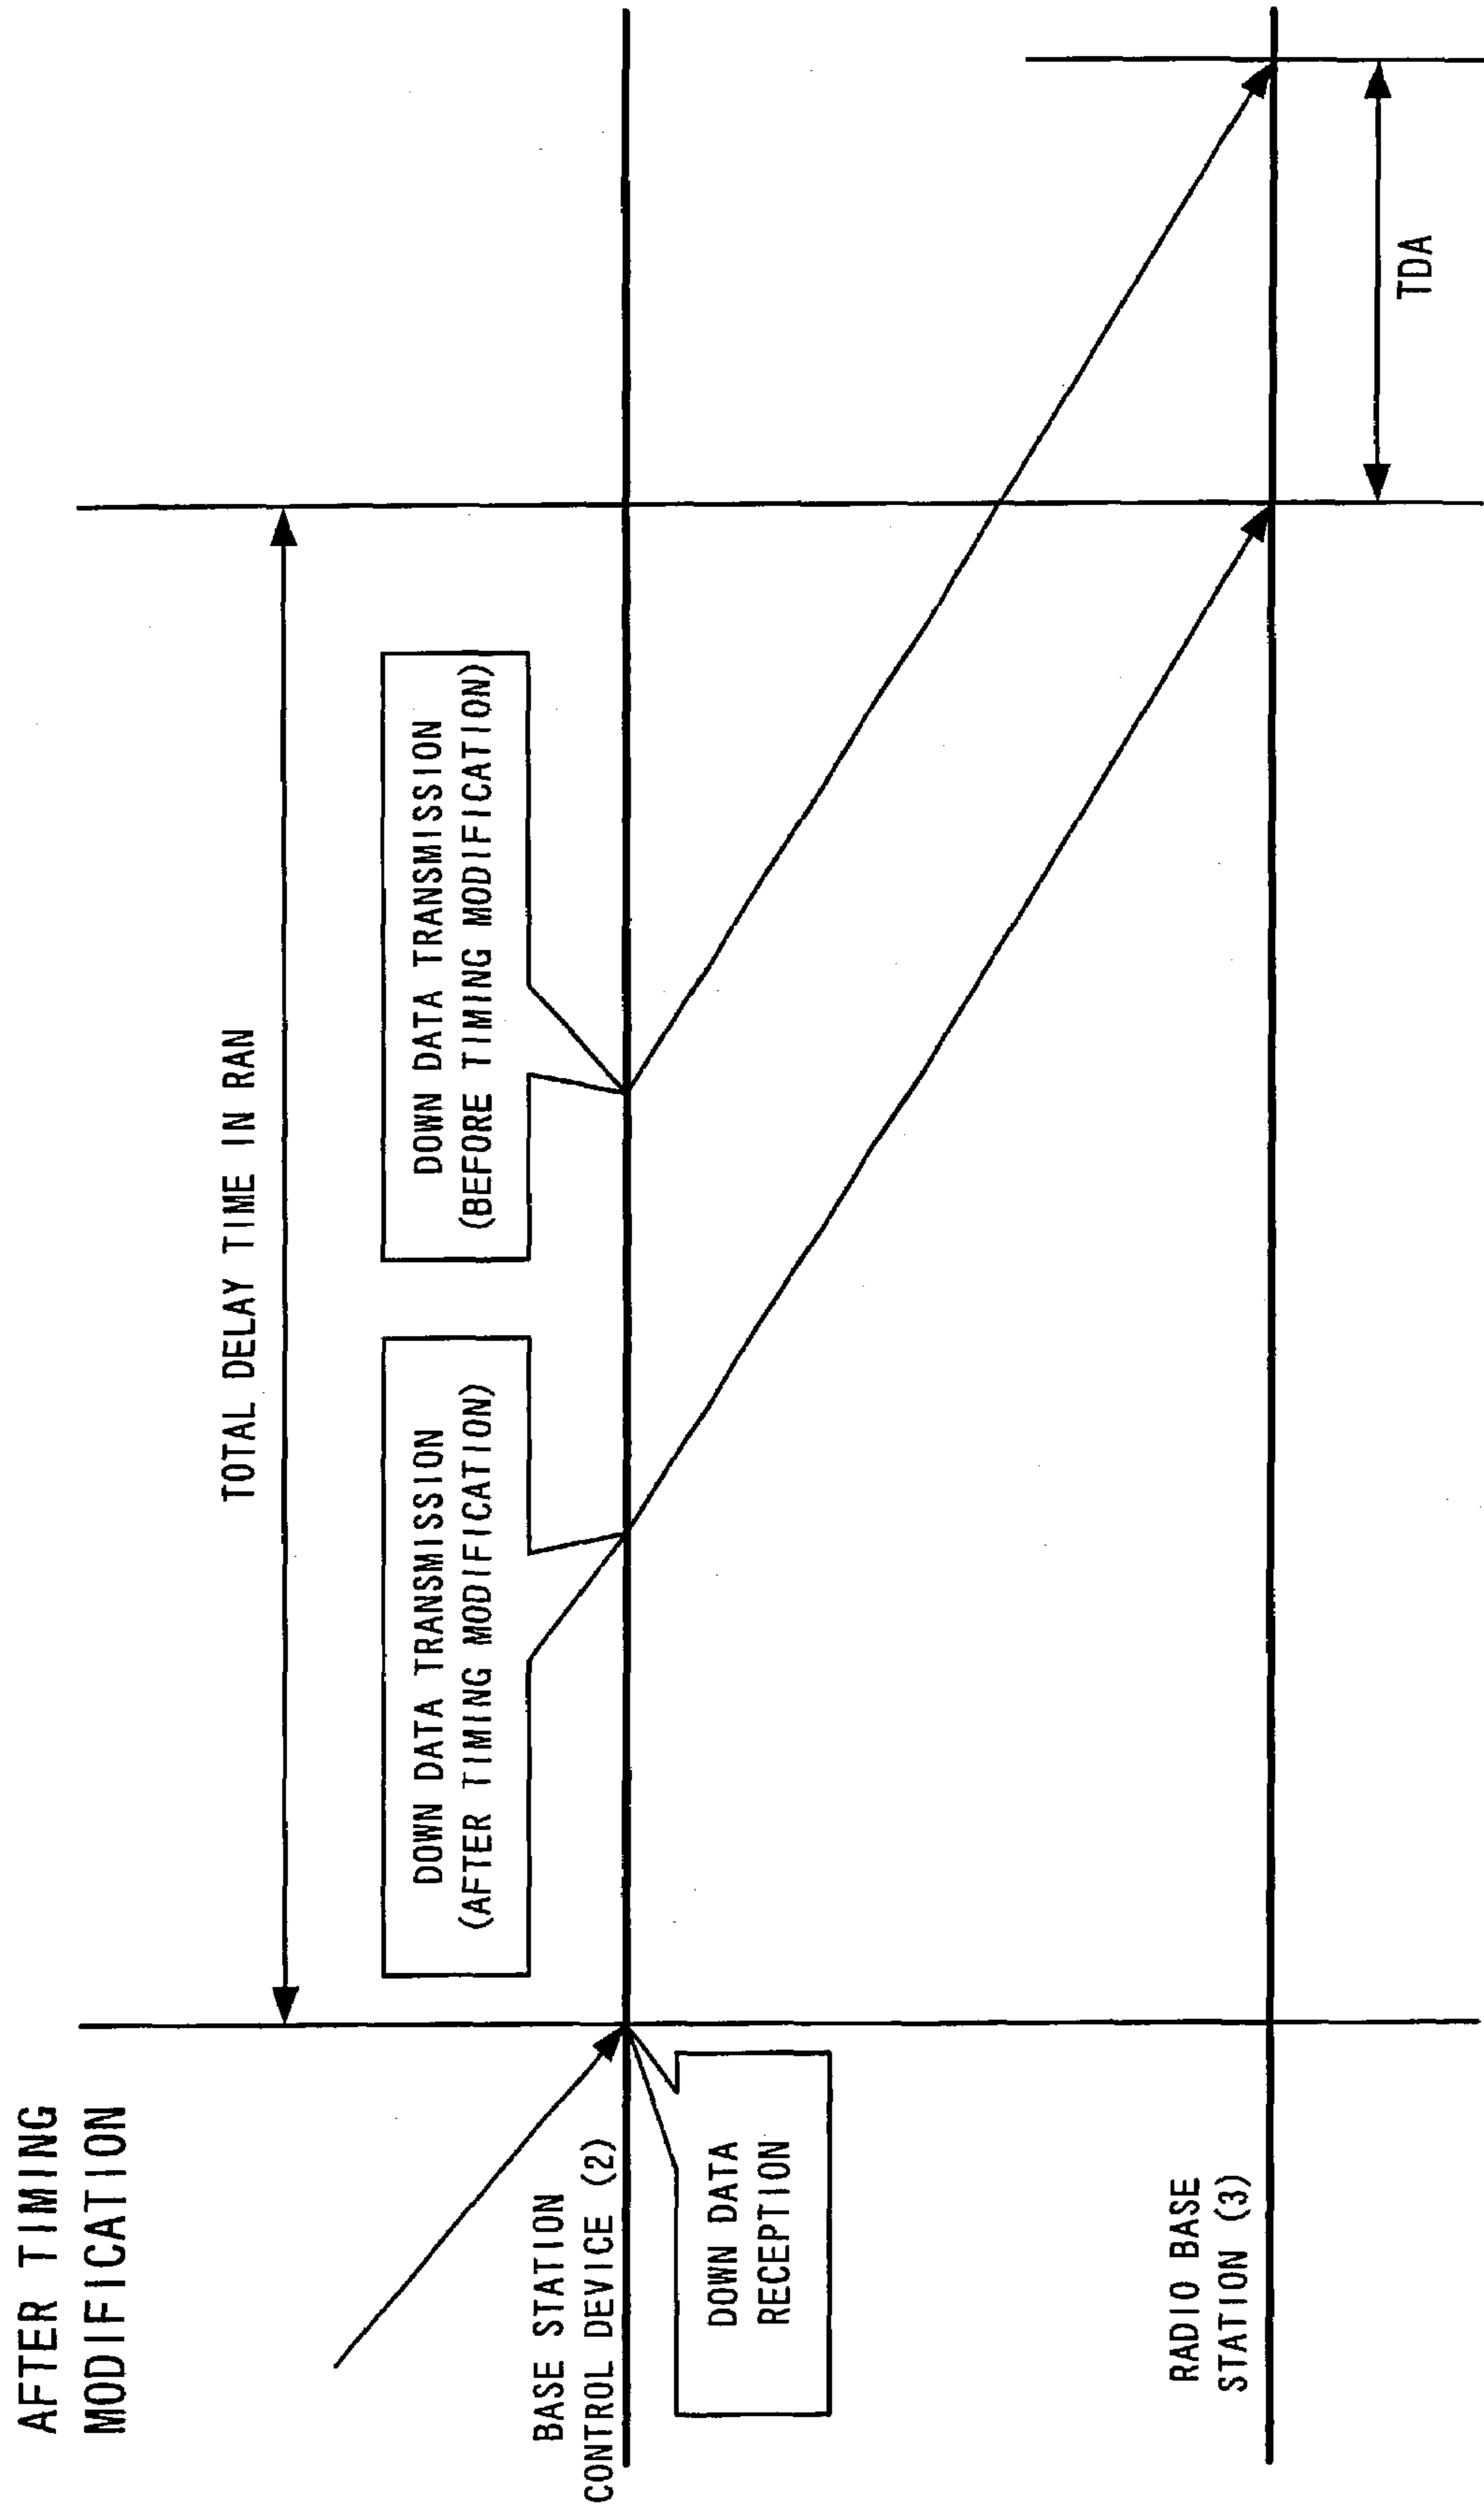 AFTER TIMING
MODIFICATION
TOTAL DELAY TIME IN RAN
DOWN DATA TRANSMISSION
(AFTER TIMING MODIFICATION)
DOWN DATA TRANSMISSION
(BEFORE TIMING MODIFICATION)
BASE STATION
CONTROL DEVICE (2)
DOWN DATA
RECEPTION
RADIO BASE
STATION (3)
TDA